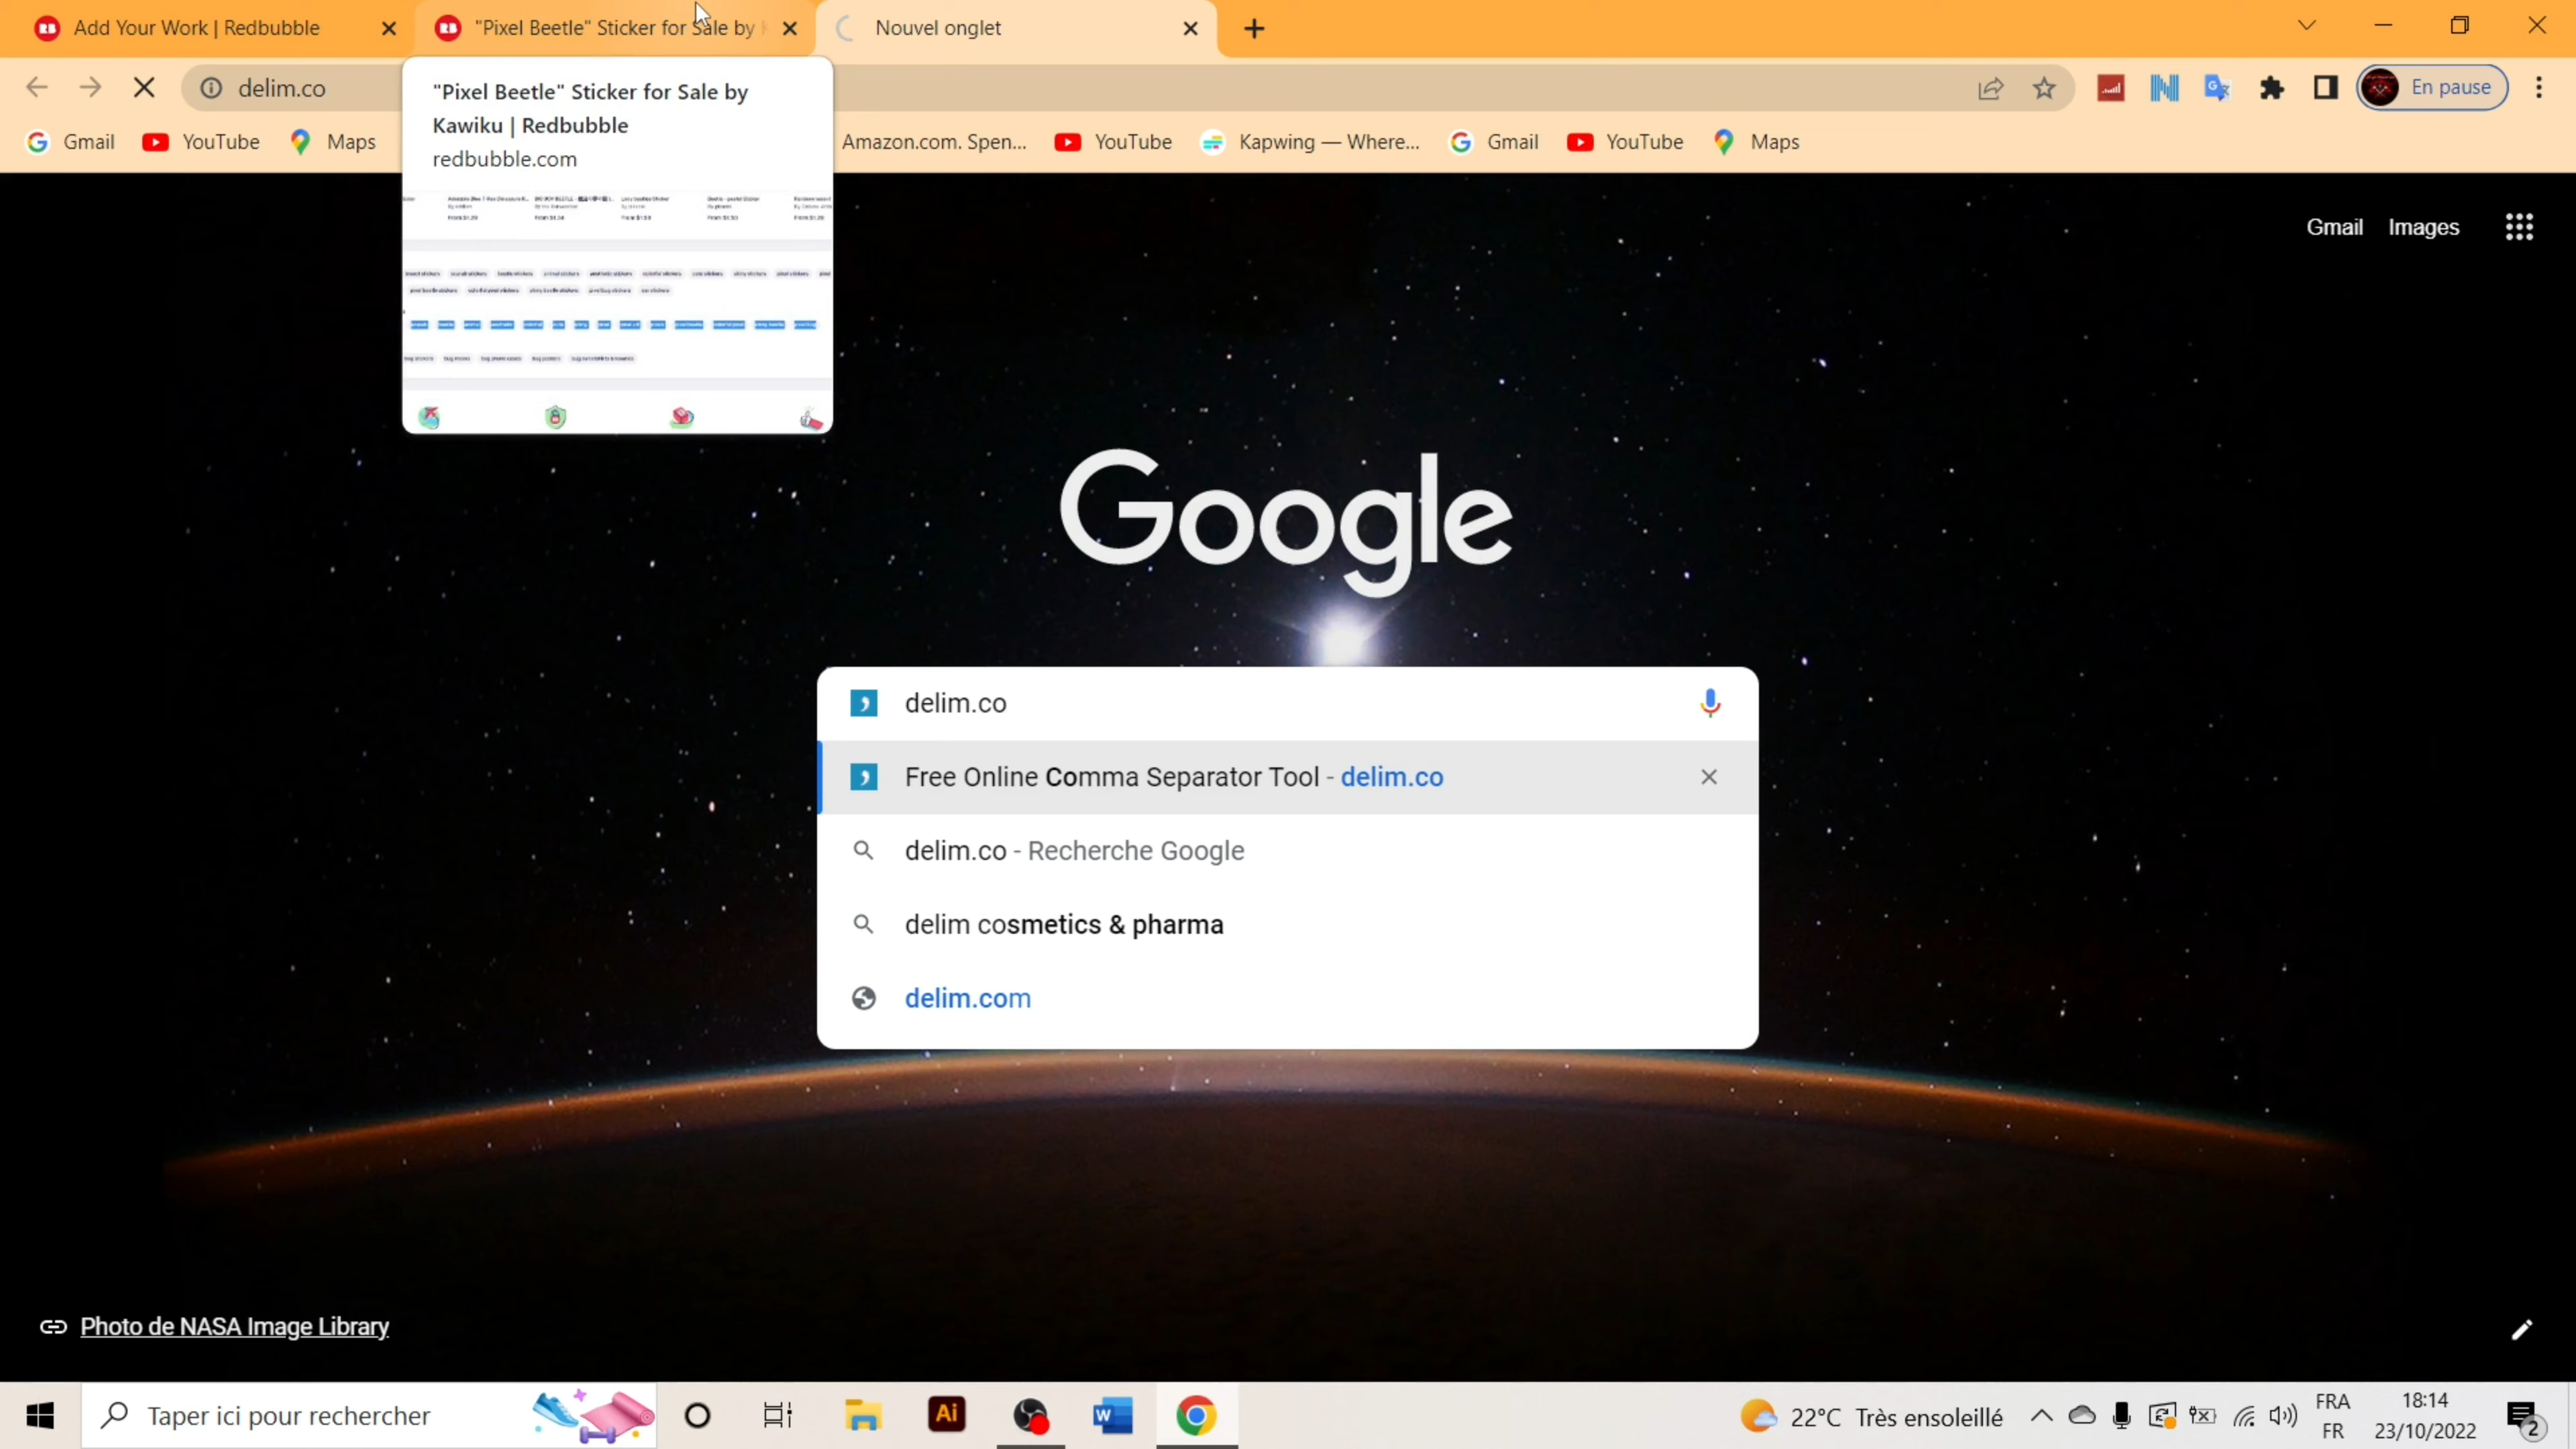 Add Your Work | Redbubble
"Pixel Beetle" Sticker for Sale by
Nouvel onglet
delim.co
En pause
"Pixel Beetle" Sticker for Sale by
Kawiku | Redbubble
redbubble.com
Gmail
YouTube
Maps
Amazon.com. Spen...
YouTube
Kapwing — Where...
Gmail
YouTube
Maps
Gmail
Images
Google
delim.co
Free Online Comma Separator Tool - delim.co
delim.co - Recherche Google
delim cosmetics & pharma
delim.com
Photo de NASA Image Library
Taper ici pour rechercher
Ai
W
22°C Très ensoleillé
FRA
FR
18:14
23/10/2022
2